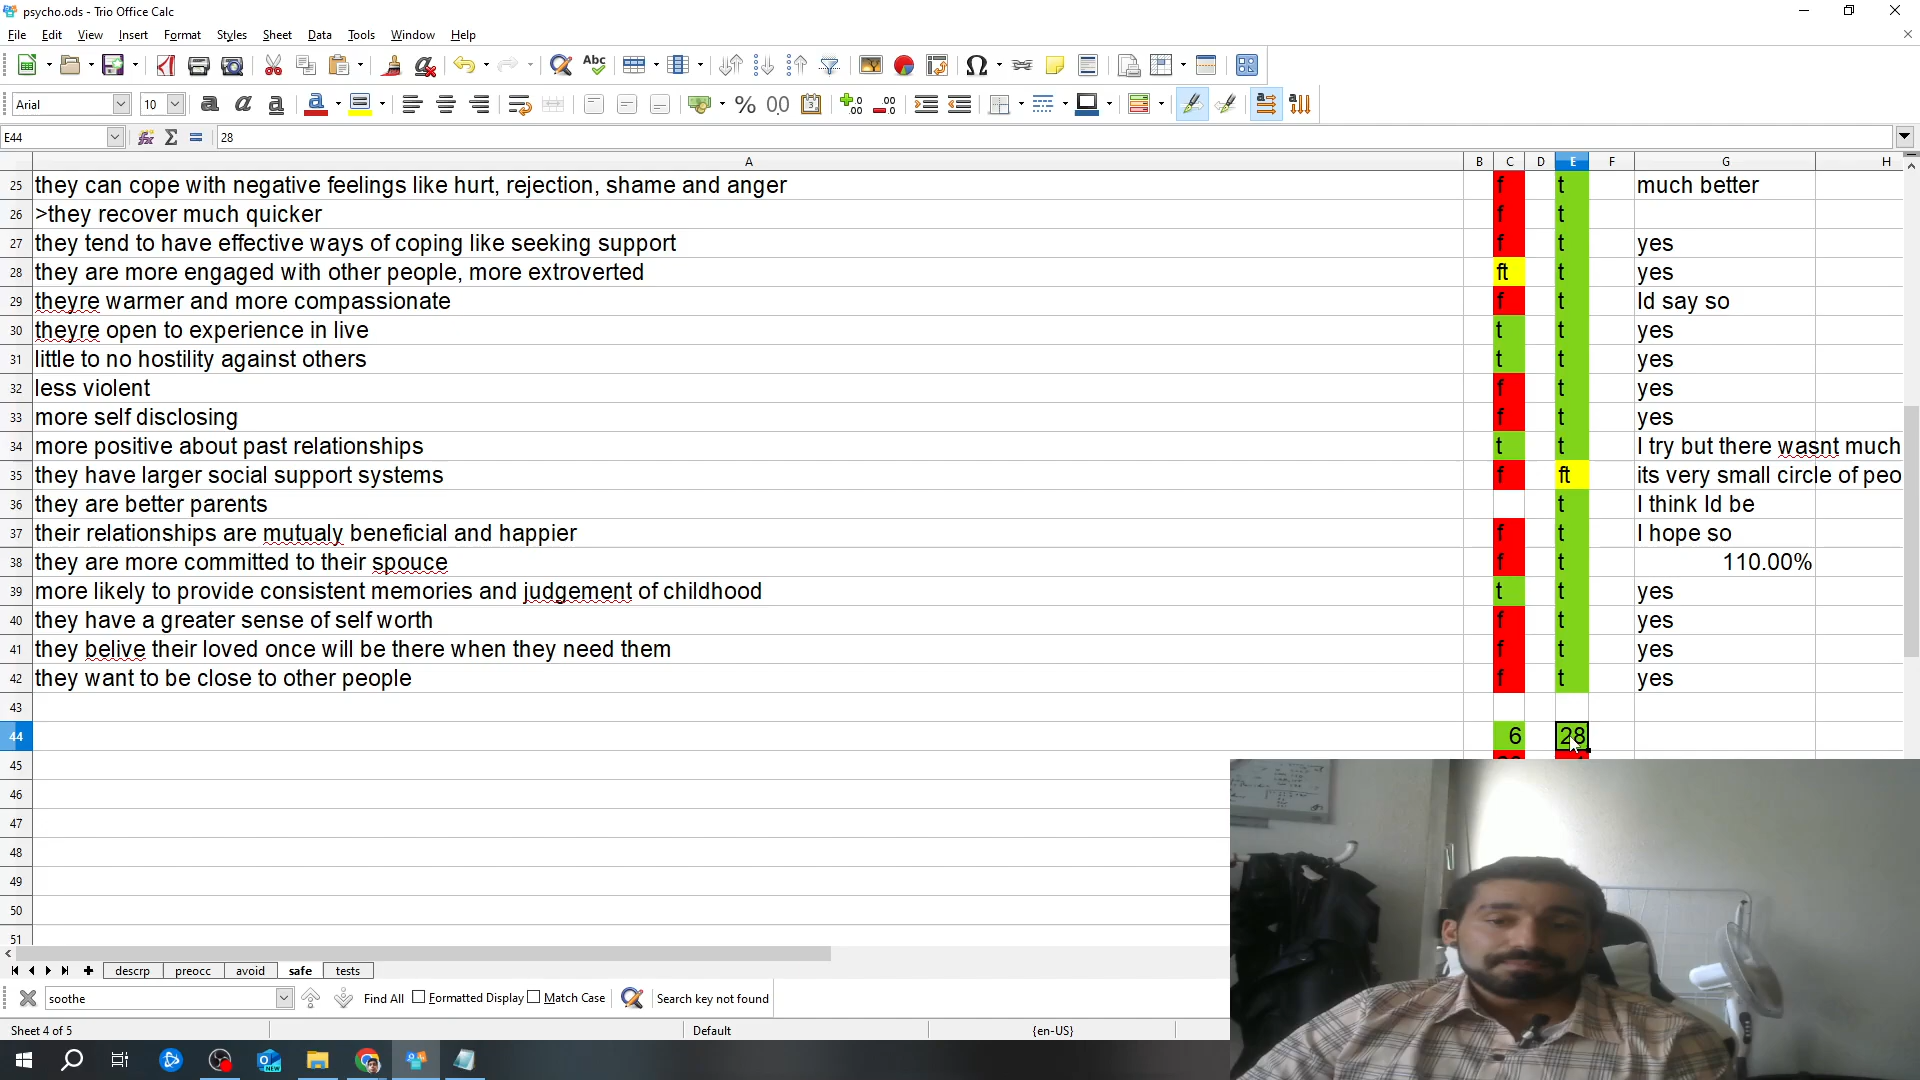 psycho.ods - Trio Office Calc
File Edit View Insert Format Styles Sheet Data Tools Window Help
Arial 10
E44 28
A B C D E F G H
25 they can cope with negative feelings like hurt, rejection, shame and anger f t much better
26 >they recover much quicker f t
27 they tend to have effective ways of coping like seeking support f t yes
28 they are more engaged with other people, more extroverted ft t yes
29 theyre warmer and more compassionate f t Id say so
30 theyre open to experience in live t t yes
31 little to no hostility against others t t yes
32 less violent f t yes
33 more self disclosing f t yes
34 more positive about past relationships t t I try but there wasnt much
35 they have larger social support systems f ft its very small circle of peo
36 they are better parents t I think Id be
37 their relationships are mutualy beneficial and happier f t I hope so
38 they are more committed to their spouce f t 110.00%
39 more likely to provide consistent memories and judgement of childhood t t yes
40 they have a greater sense of self worth f t yes
41 they belive their loved once will be there when they need them f t yes
42 they want to be close to other people f t yes
43
44 6 28
45
46
47
48
49
50
51
descrp preocc avoid safe tests
soothe Find All Formatted Display Match Case Search key not found
Sheet 4 of 5 Default {en-US}